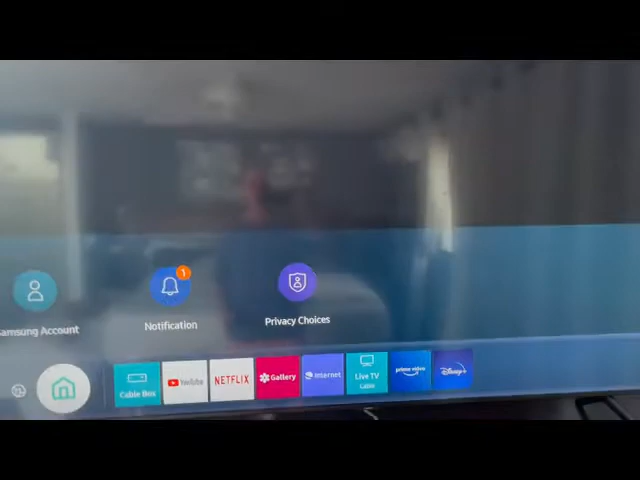 1
Samsung Account
Notification
Privacy Choices
Cable Box
YouTube
NETFLIX
Gallery
Internet
Live TV
Cable
prime video
Disney+